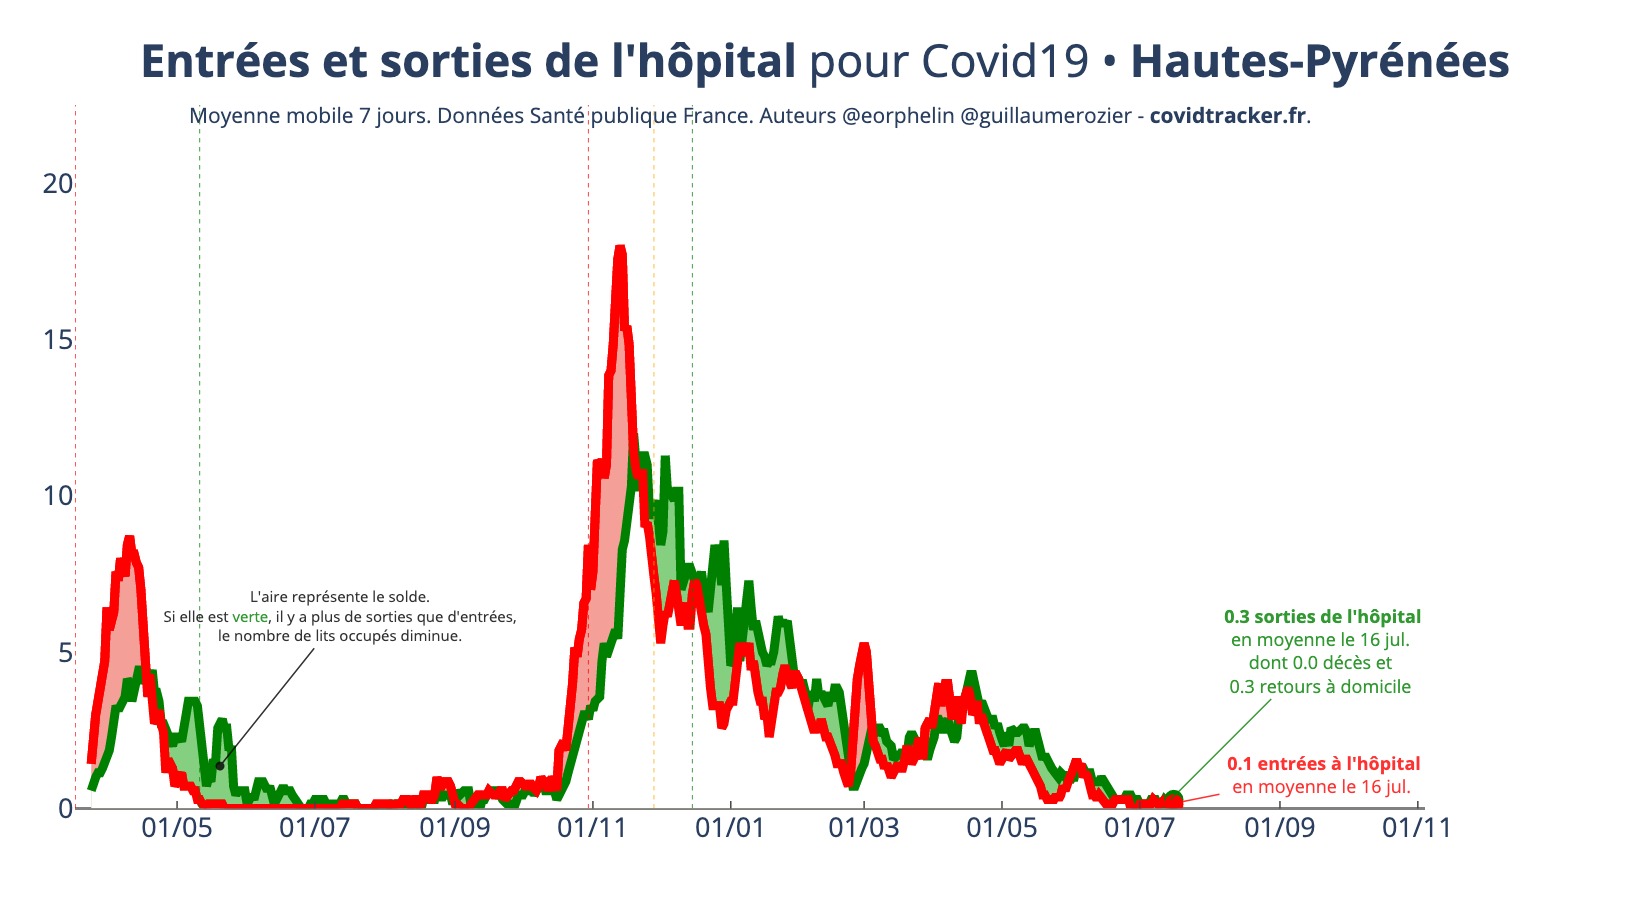 Entrées et sorties de l'hôpital pour Covid19 • Hautes-Pyrénées
Moyenne mobile 7 jours. Données Santé publique France. Auteurs @eorphelin @guillaumerozier - covidtracker.fr.
20
15
10
5
0
L'aire représente le solde.
Si elle est verte, il y a plus de sorties que d'entrées,
le nombre de lits occupés diminue.
0.3 sorties de l'hôpital
en moyenne le 16 jul.
dont 0.0 décès et
0.3 retours à domicile
0.1 entrées à l'hôpital
en moyenne le 16 jul.
01/05 01/07 01/09 01/11 01/01 01/03 01/05 01/07 01/09 01/11